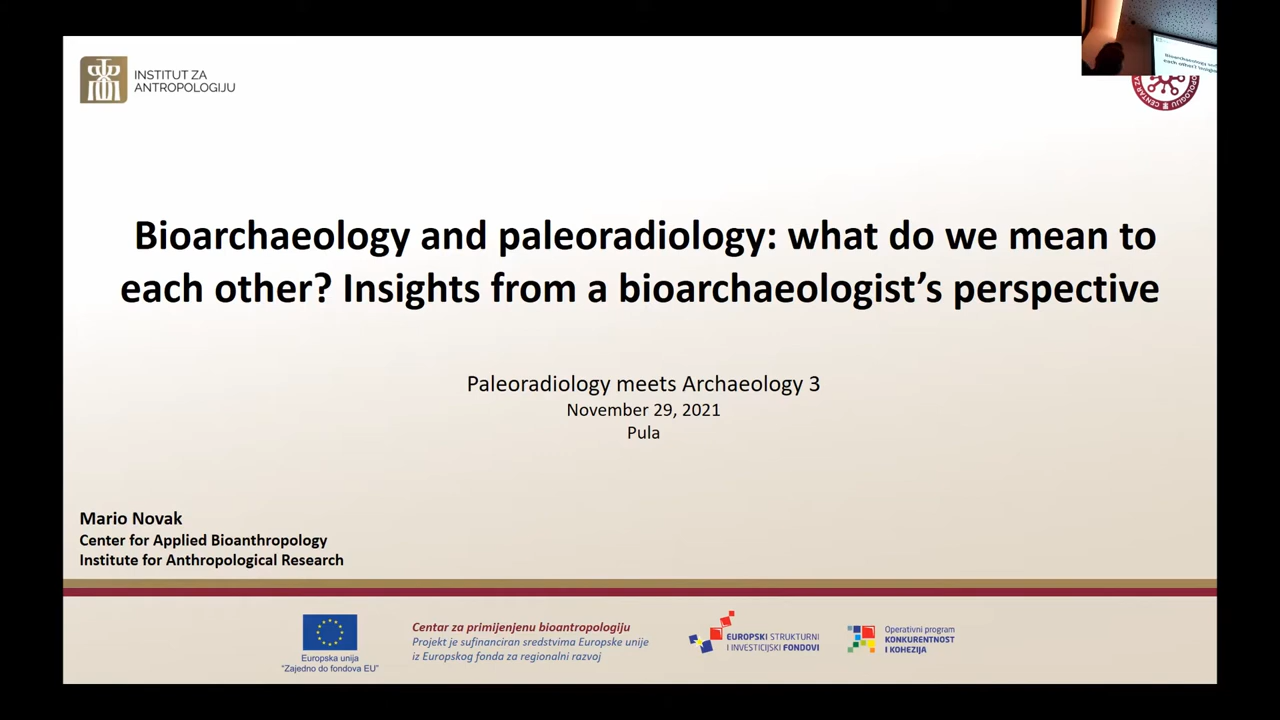 INSTITUT ZA
ANTROPOLOGIJU
Bioarchaeology and paleoradiology: what do we mean to
each other? Insights from a bioarchaeologist's perspective
Paleoradiology meets Archaeology 3
November 29, 2021
Pula
Mario Novak
Center for Applied Bioanthropology
Institute for Anthropological Research
Europska unija
"Zajedno do fondova EU"
Centar za primijenjenu bioantropologiju
Projekt je sufinanciran sredstvima Europske unije
iz Europskog fonda za regionalni razvoj
EUROPSKI STRUKTURNI
I INVESTICIJSKI FONDOVI
Operativni program
KONKURENTNOST
I KOHEZIJA